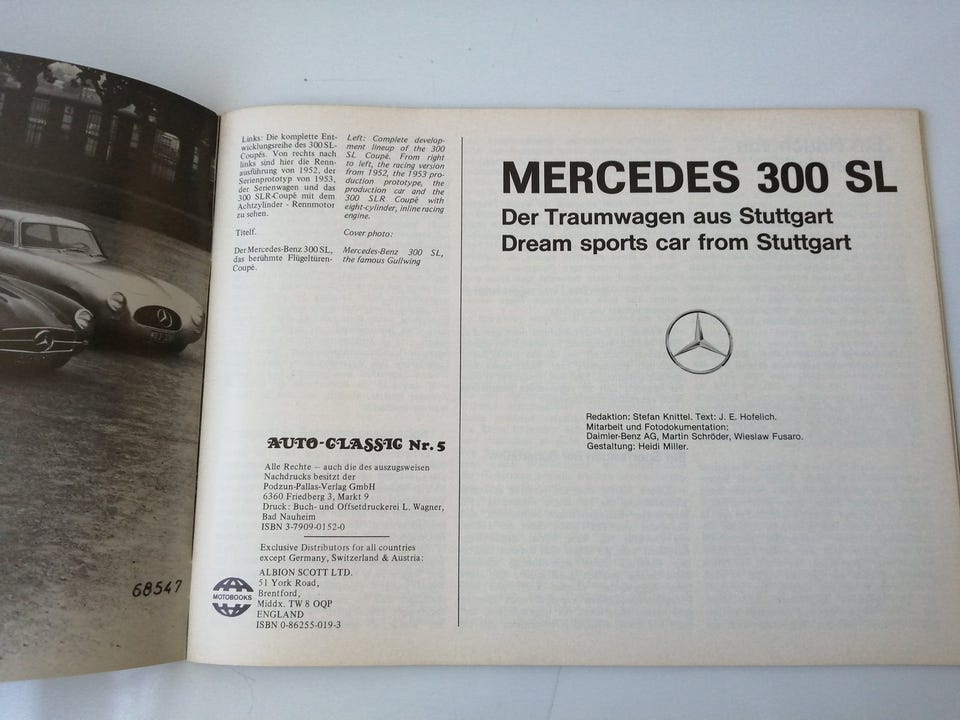 Links: Die komplette Ent-
wicklungsreihe des 300 SL-
Coupés. Von rechts nach
links sind hier die Renn-
ausführung von 1952, der
Serienprototyp von 1953,
der Serienwagen und das
300 SLR-Coupé mit dem
Achtzylinder - Rennmotor
zu sehen.
Titelf.
Der Mercedes-Benz 300 SL,
das berühmte Flügeltüren-
Coupé.
Left: Complete develop-
ment lineup of the 300
SL Coupé. From right
to left, the racing version
from 1952, the 1953 pro-
duction prototype, the
production car and the
300 SLR Coupé with
eight-cylinder, inline racing
engine.
Cover photo:
Mercedes-Benz 300 SL,
the famous Gullwing
AUTO-CLASSIC Nr. 5
Alle Rechte – auch die des auszugsweisen
Nachdrucks besitzt der
Podzun-Pallas-Verlag GmbH
6360 Friedberg 3, Markt 9
Druck: Buch- und Offsetdruckerei L. Wagner,
Bad Nauheim
ISBN 3-7909-0152-0
Exclusive Distributors for all countries
except Germany, Switzerland & Austria:
ALBION SCOTT LTD.
51 York Road,
Brentford,
Middx. TW 8 OQP
ENGLAND
ISBN 0-86255-019-3
MOTOBOOKS
68547
MERCEDES 300 SL
Der Traumwagen aus Stuttgart
Dream sports car from Stuttgart
Redaktion: Stefan Knittel. Text: J. E. Hofelich.
Mitarbeit und Fotodokumentation:
Daimler-Benz AG, Martin Schröder, Wieslaw Fusaro.
Gestaltung: Heidi Miller.